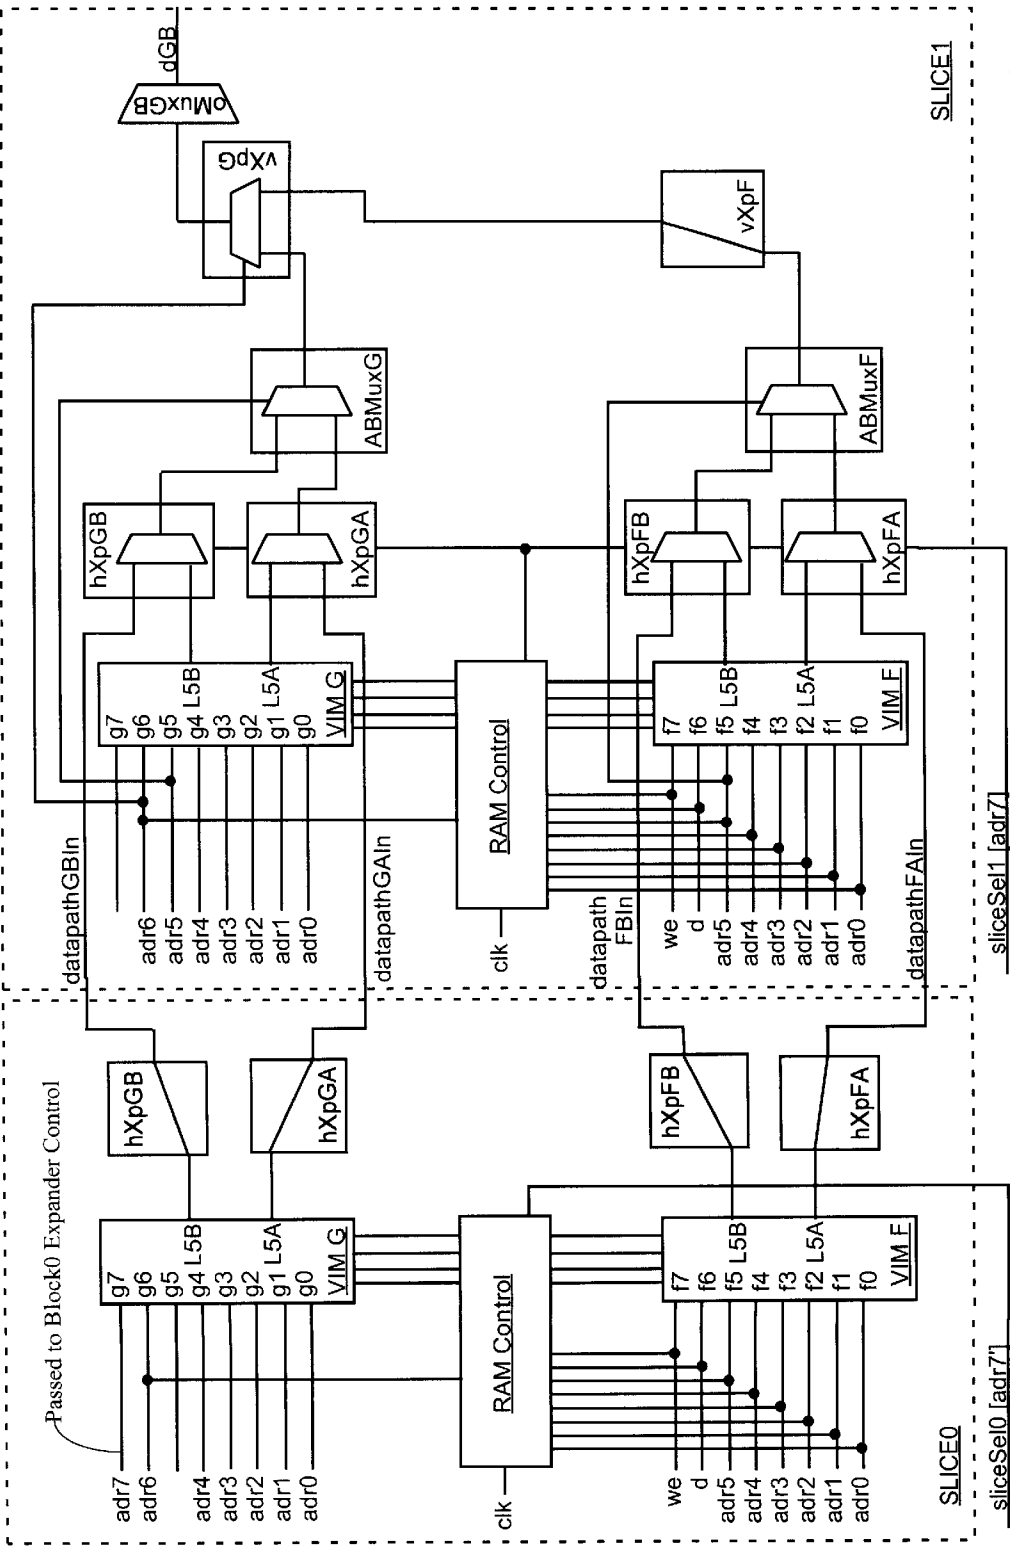 Passed to Block0 Expander Control
adr7
adr6
adr4
adr3
adr2
adr1
adr0
g7
g6
g5
g4
g3
g2
g1
g0
L5B
L5A
VIM G
hXpGB
hXpGA
clk
RAM Control
we
d
adr5
adr4
adr3
adr2
adr1
adr0
f7
f6
f5
f4
f3
f2
f1
f0
L5B
L5A
VIM F
hXpFB
hXpFA
SLICE0
sliceSel0 [adr7']
datapathGBIn
adr6
adr5
adr4
adr3
adr2
adr1
adr0
datapathGAIn
g7
g6
g5
g4
g3
g2
g1
g0
L5B
L5A
VIM G
hXpGB
hXpGA
ABMuxG
vXpG
oMuxGB
dGB
clk
RAM Control
datapath
FBIn
we
d
adr5
adr4
adr3
adr2
adr1
adr0
datapathFAIn
f7
f6
f5
f4
f3
f2
f1
f0
L5B
L5A
VIM F
hXpFB
hXpFA
ABMuxF
vXpF
SLICE1
sliceSel1 [adr7]